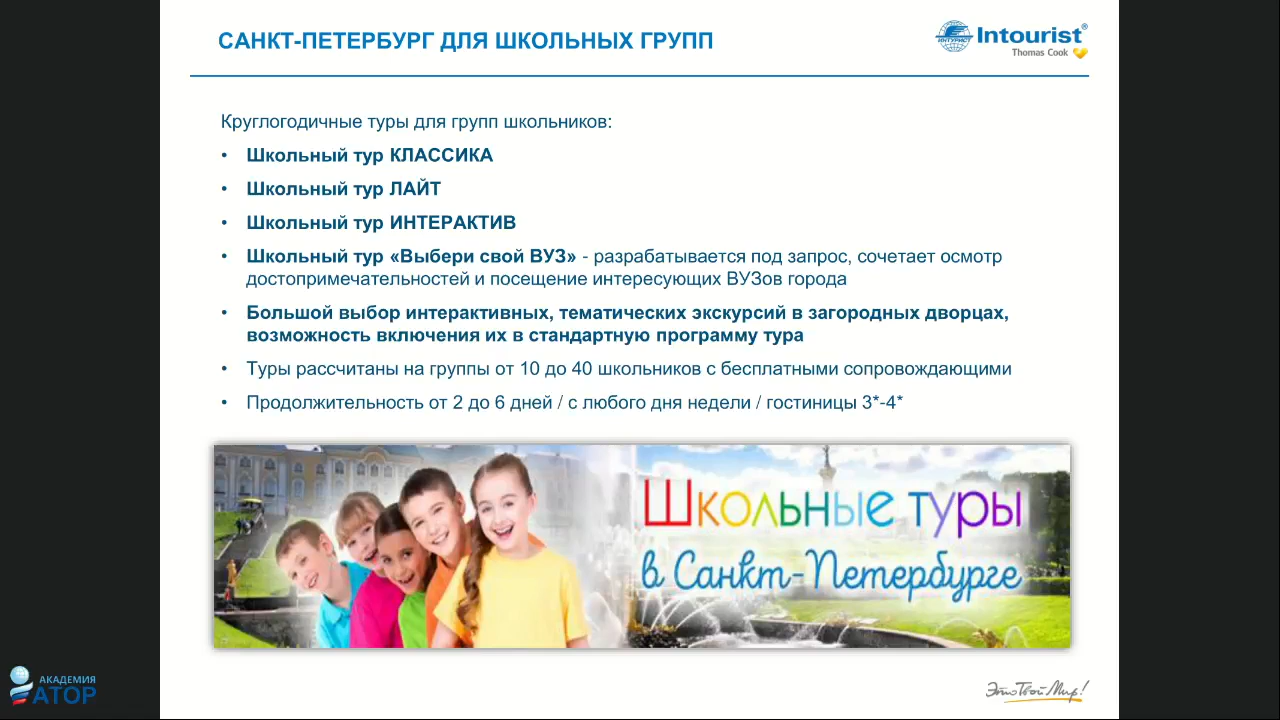 САНКТ-ПЕТЕРБУРГ ДЛЯ ШКОЛЬНЫХ ГРУПП
ИНТУРИСТ
Intourist®
Thomas Cook
Круглогодичные туры для групп школьников:
• Школьный тур КЛАССИКА
• Школьный тур ЛАЙТ
• Школьный тур ИНТЕРАКТИВ
• Школьный тур «Выбери свой ВУЗ» - разрабатывается под запрос, сочетает осмотр
достопримечательностей и посещение интересующих ВУЗов города
• Большой выбор интерактивных, тематических экскурсий в загородных дворцах,
возможность включения их в стандартную программу тура
• Туры рассчитаны на группы от 10 до 40 школьников с бесплатными сопровождающими
• Продолжительность от 2 до 6 дней / с любого дня недели / гостиницы 3*-4*
Школьные туры
в Санкт-Петербурге
АКАДЕМИЯ
АТОР
Это Твой Мир!